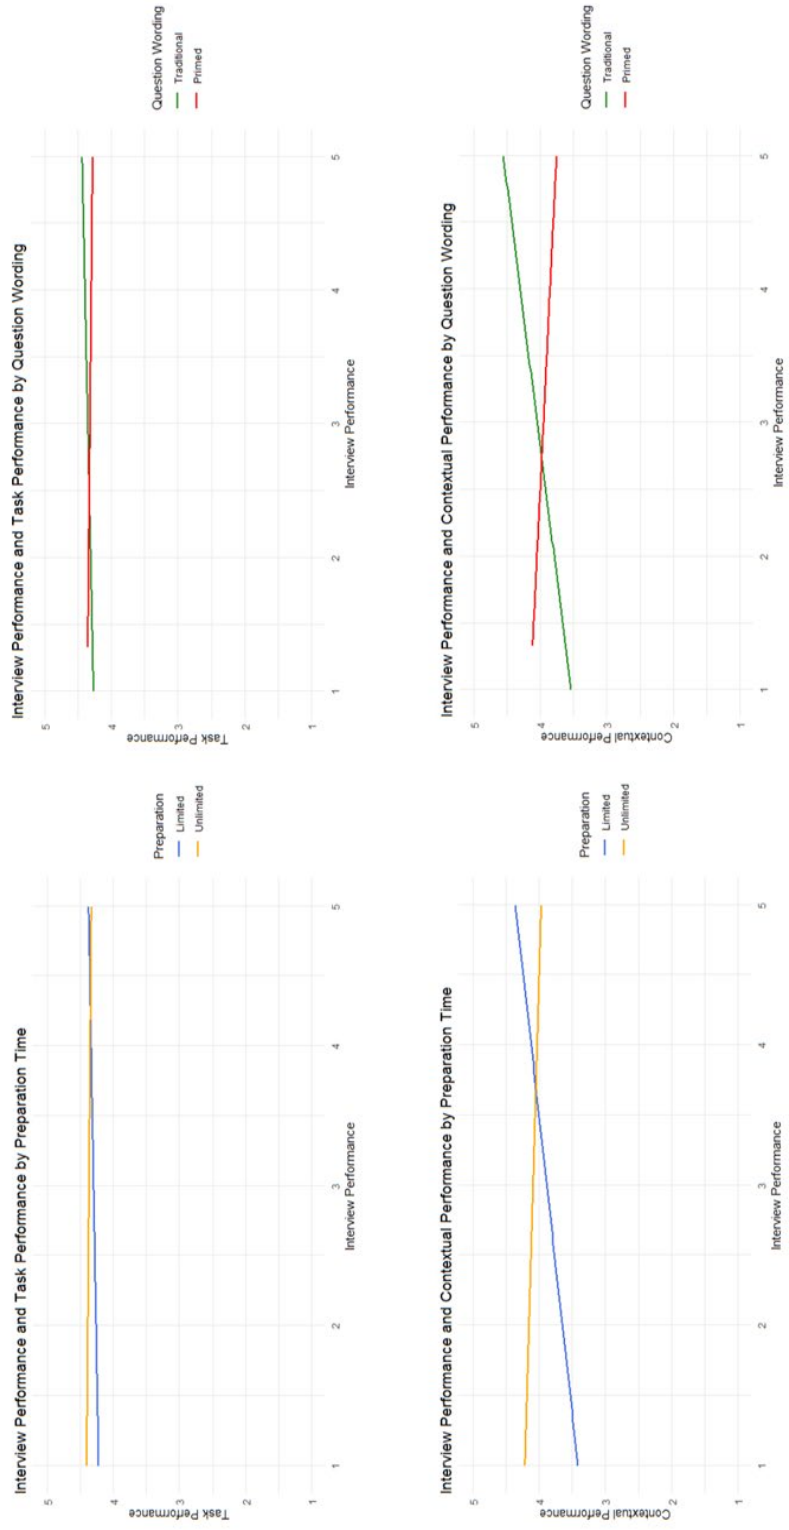 Interview Performance and Task Performance by Preparation Time
5
4
3
2
1
Task Performance
1
2
3
4
5
Interview Performance
Preparation
Limited
Unlimited
Interview Performance and Task Performance by Question Wording
5
4
3
2
1
Task Performance
1
2
3
4
5
Interview Performance
Question Wording
Traditional
Primed
Interview Performance and Contextual Performance by Preparation Time
5
4
3
2
1
Contextual Performance
1
2
3
4
5
Interview Performance
Preparation
Limited
Unlimited
Interview Performance and Contextual Performance by Question Wording
5
4
3
2
1
Contextual Performance
1
2
3
4
5
Interview Performance
Question Wording
Traditional
Primed